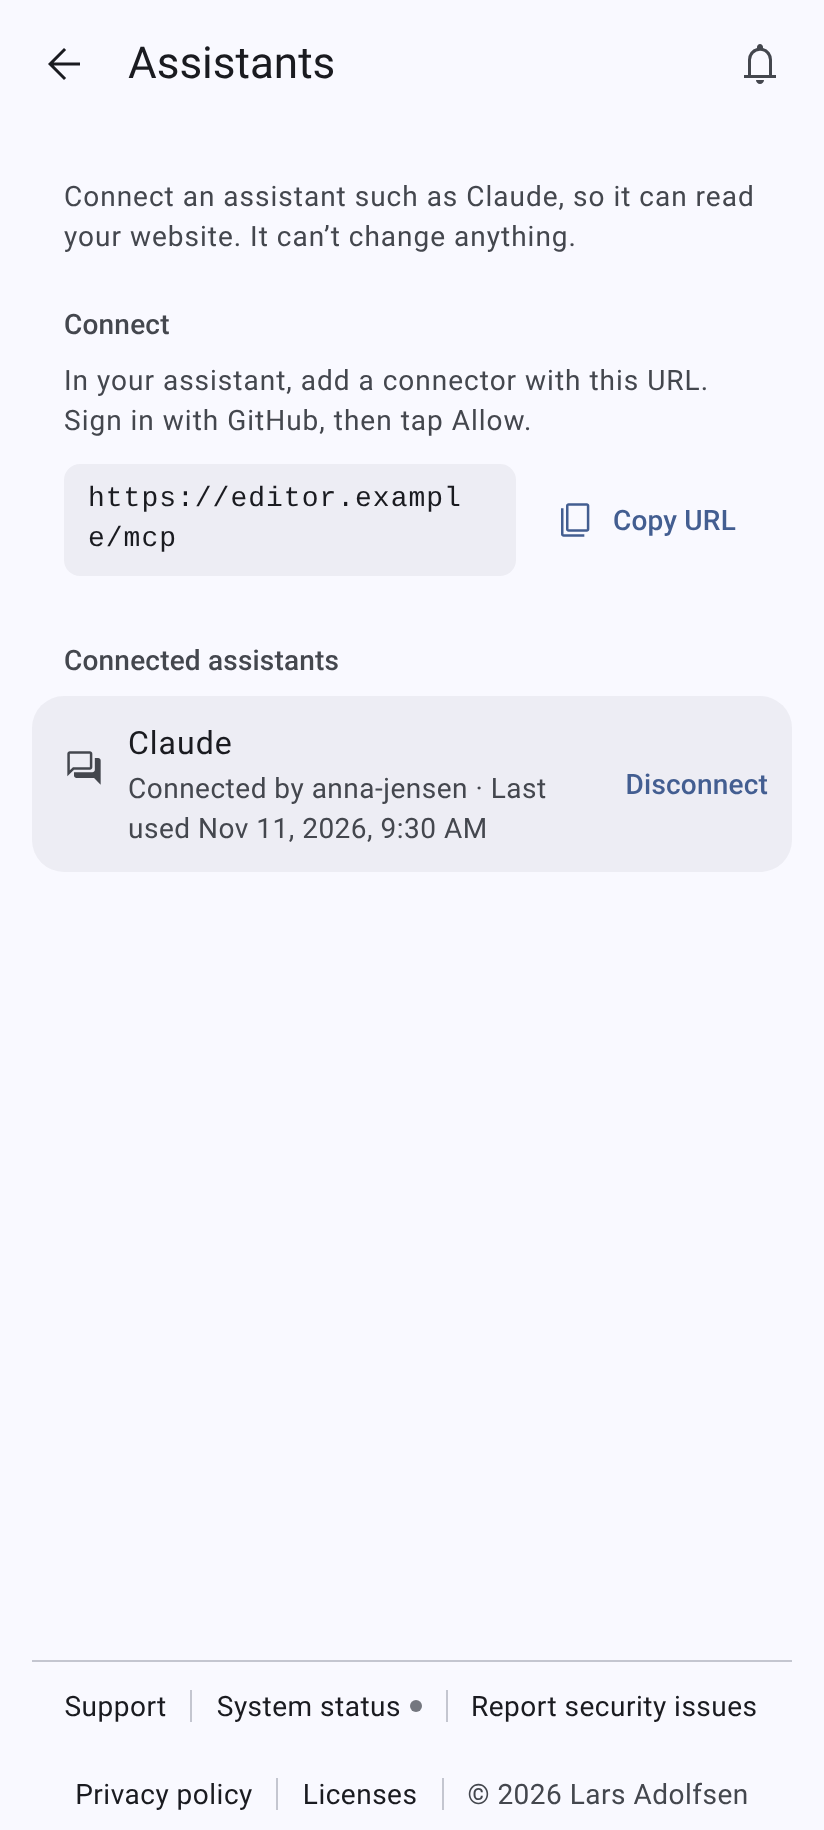 Assistants
Connect an assistant such as Claude, so it can read
your website. It can’t change anything.
Connect
In your assistant, add a connector with this URL.
Sign in with GitHub, then tap Allow.
https://editor.exampl
e/mcp
Copy URL
Connected assistants
Claude
Connected by anna-jensen · Last
used Nov 11, 2026, 9:30 AM
Disconnect
Support
System status
Report security issues
Privacy policy
Licenses
© 2026 Lars Adolfsen